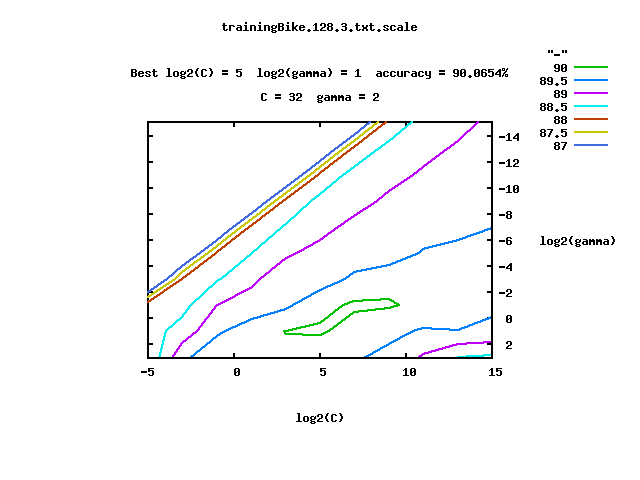 trainingBike.128.3.txt.scale
"-"
Best log2(C) = 5  log2(gamma) = 1  accuracy = 90.0654%
C = 32  gamma = 2
90
89.5
89
88.5
88
87.5
87
-14
-12
-10
-8
-6
log2(gamma)
-4
-2
0
2
-5 0 5 10 15
log2(C)